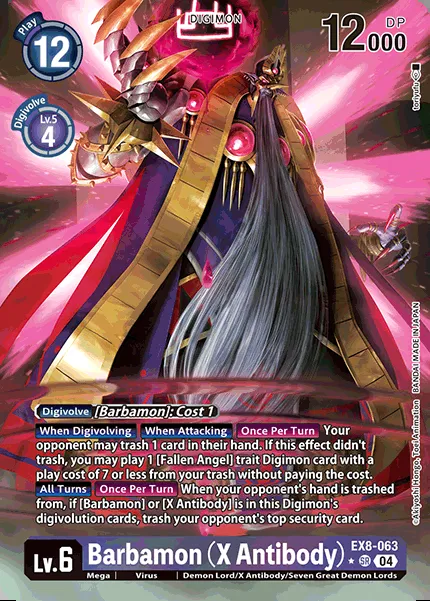 DIGIMON
Play
12
12000
DP
Digivolve
Lv.5
4
toriyufu
Digivolve [Barbamon]: Cost 1
When Digivolving When Attacking Once Per Turn Your
opponent may trash 1 card in their hand. If this effect didn't
trash, you may play 1 [Fallen Angel] trait Digimon card with a
play cost of 7 or less from your trash without paying the cost.
All Turns Once Per Turn When your opponent's hand is trashed
from, if [Barbamon] or [X Antibody] is in this Digimon's
digivolution cards, trash your opponent's top security card.
©Akiyoshi Hongo, Toei Animation BANDAI MADE IN JAPAN
Lv.6
Barbamon (X Antibody)
EX8-063
SR 04
Mega Virus Demon Lord/X Antibody/Seven Great Demon Lords